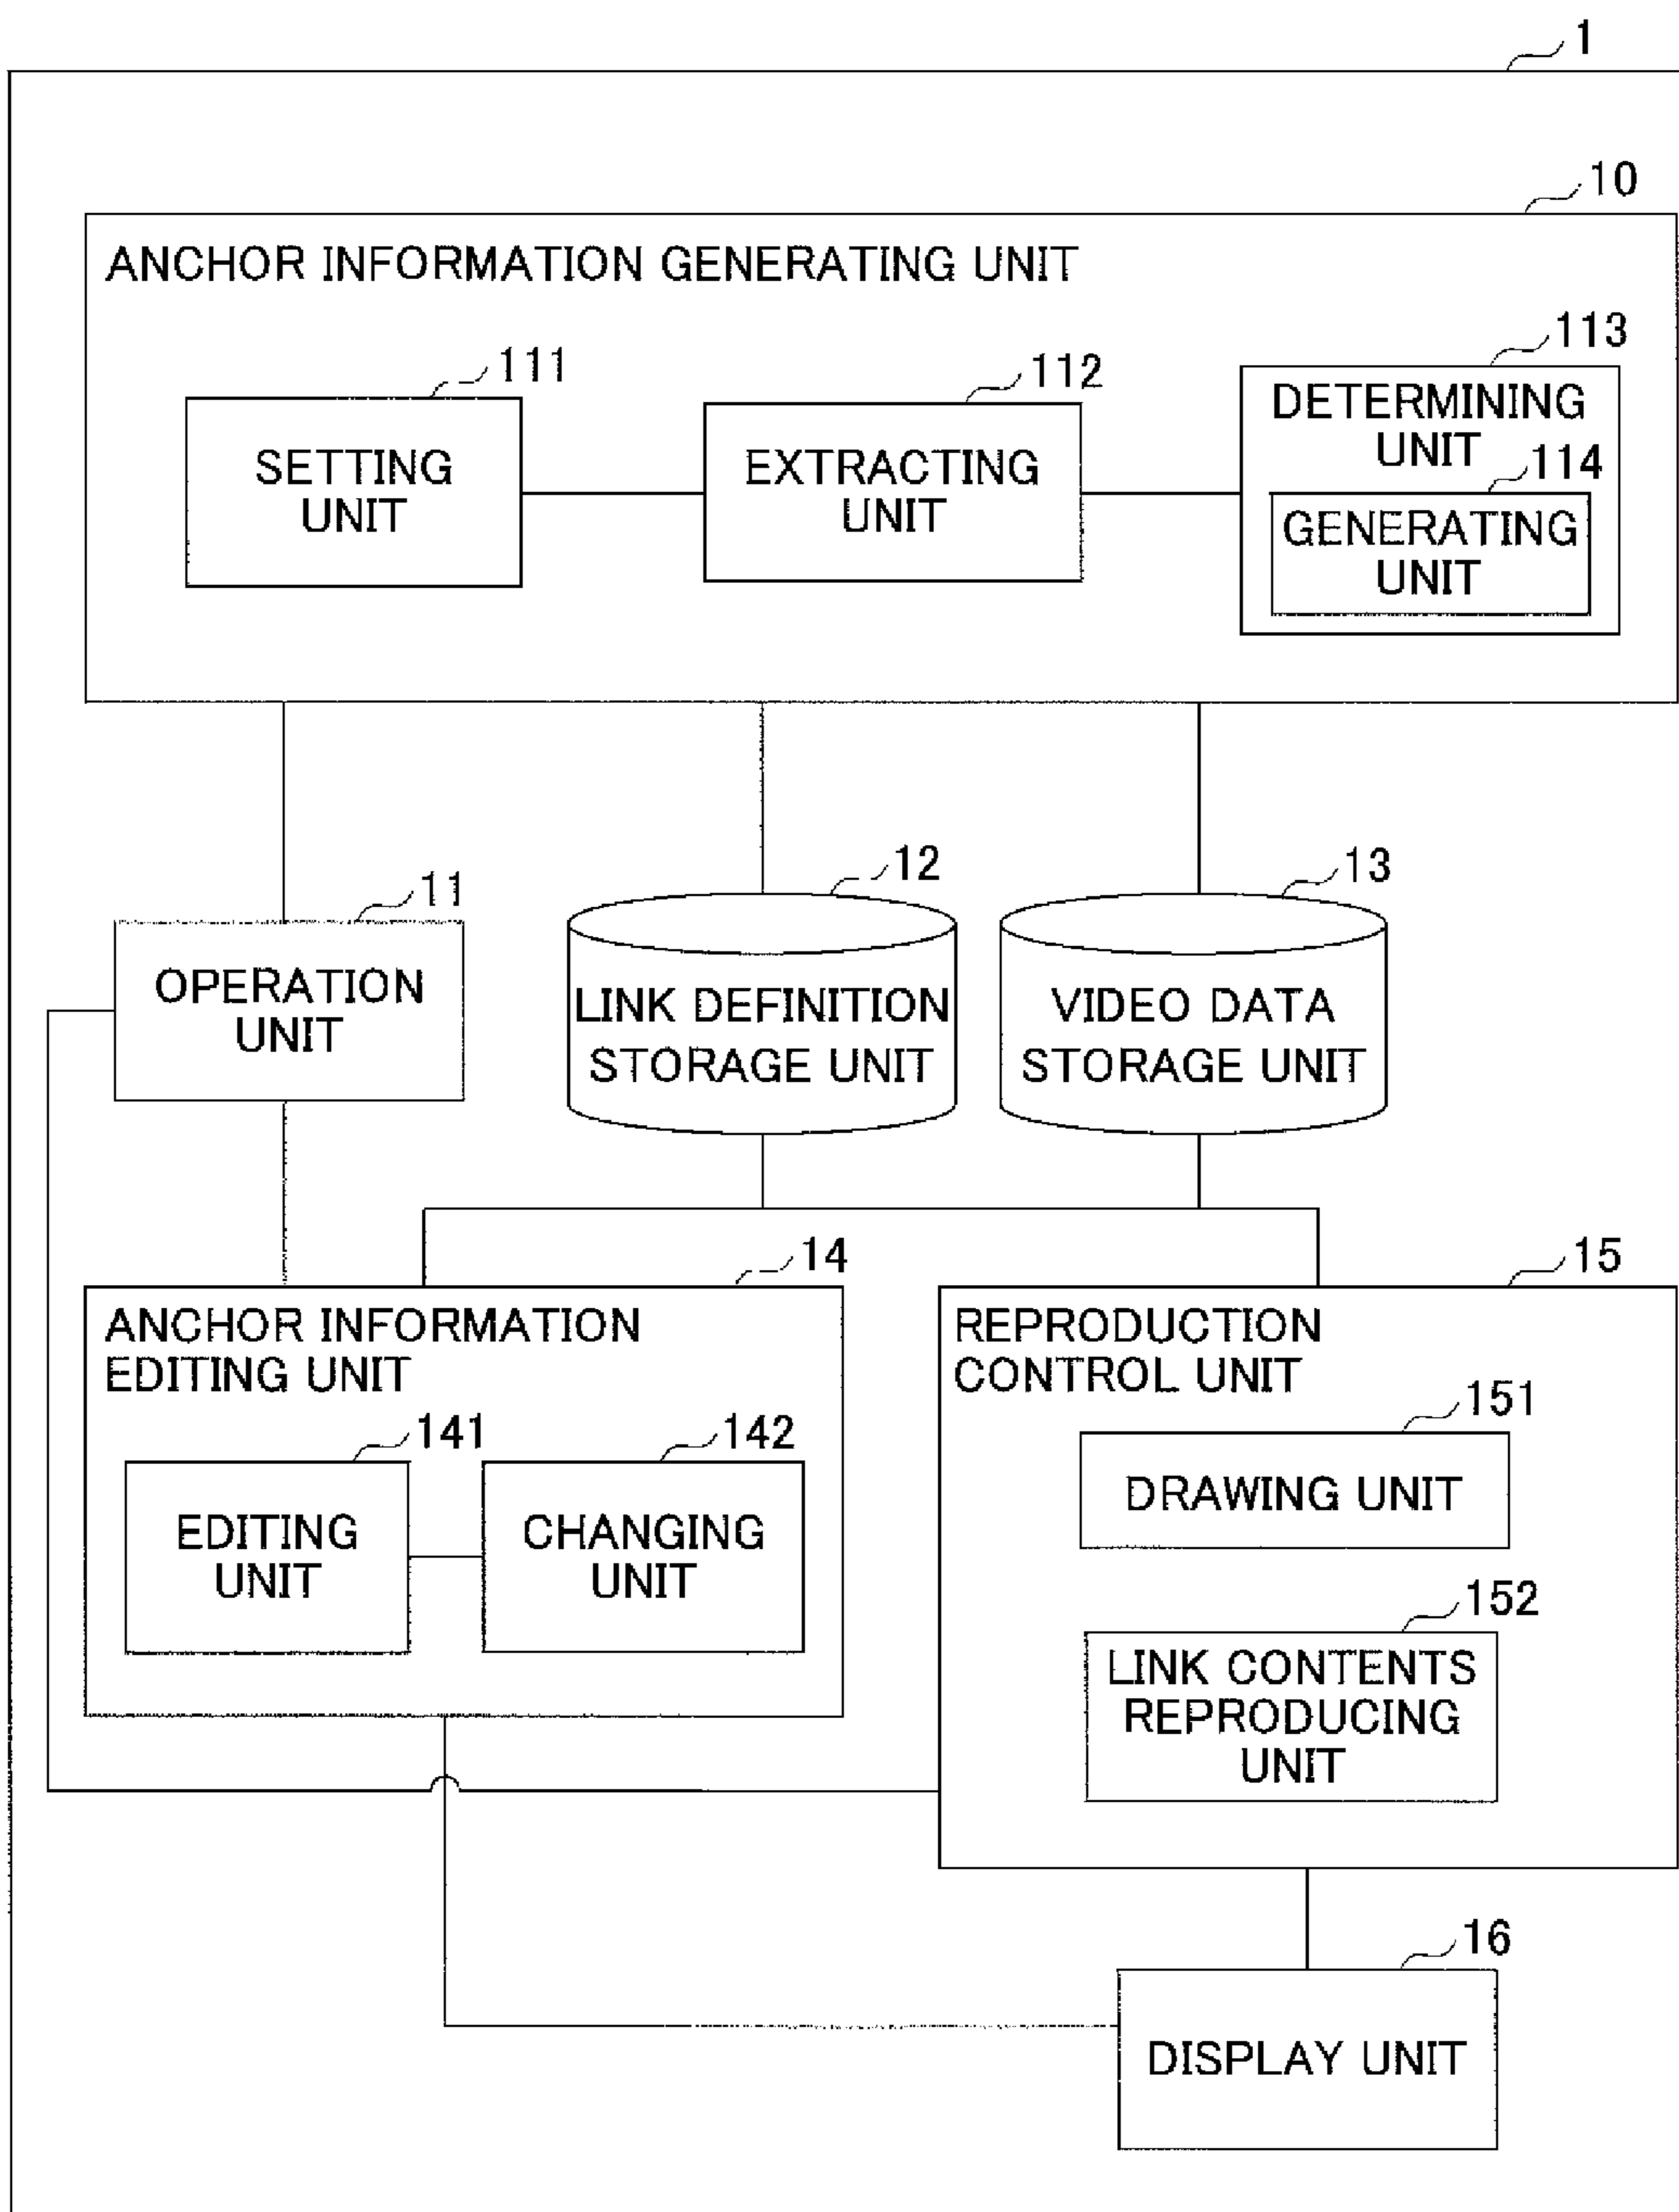 1
10
ANCHOR INFORMATION GENERATING UNIT
111
112
113
SETTING
UNIT
EXTRACTING
UNIT
DETERMINING
UNIT
114
GENERATING
UNIT
11
12
13
OPERATION
UNIT
LINK DEFINITION
STORAGE UNIT
VIDEO DATA
STORAGE UNIT
14
15
ANCHOR INFORMATION
EDITING UNIT
141
142
EDITING
UNIT
CHANGING
UNIT
REPRODUCTION
CONTROL UNIT
151
DRAWING UNIT
152
LINK CONTENTS
REPRODUCING
UNIT
16
DISPLAY UNIT